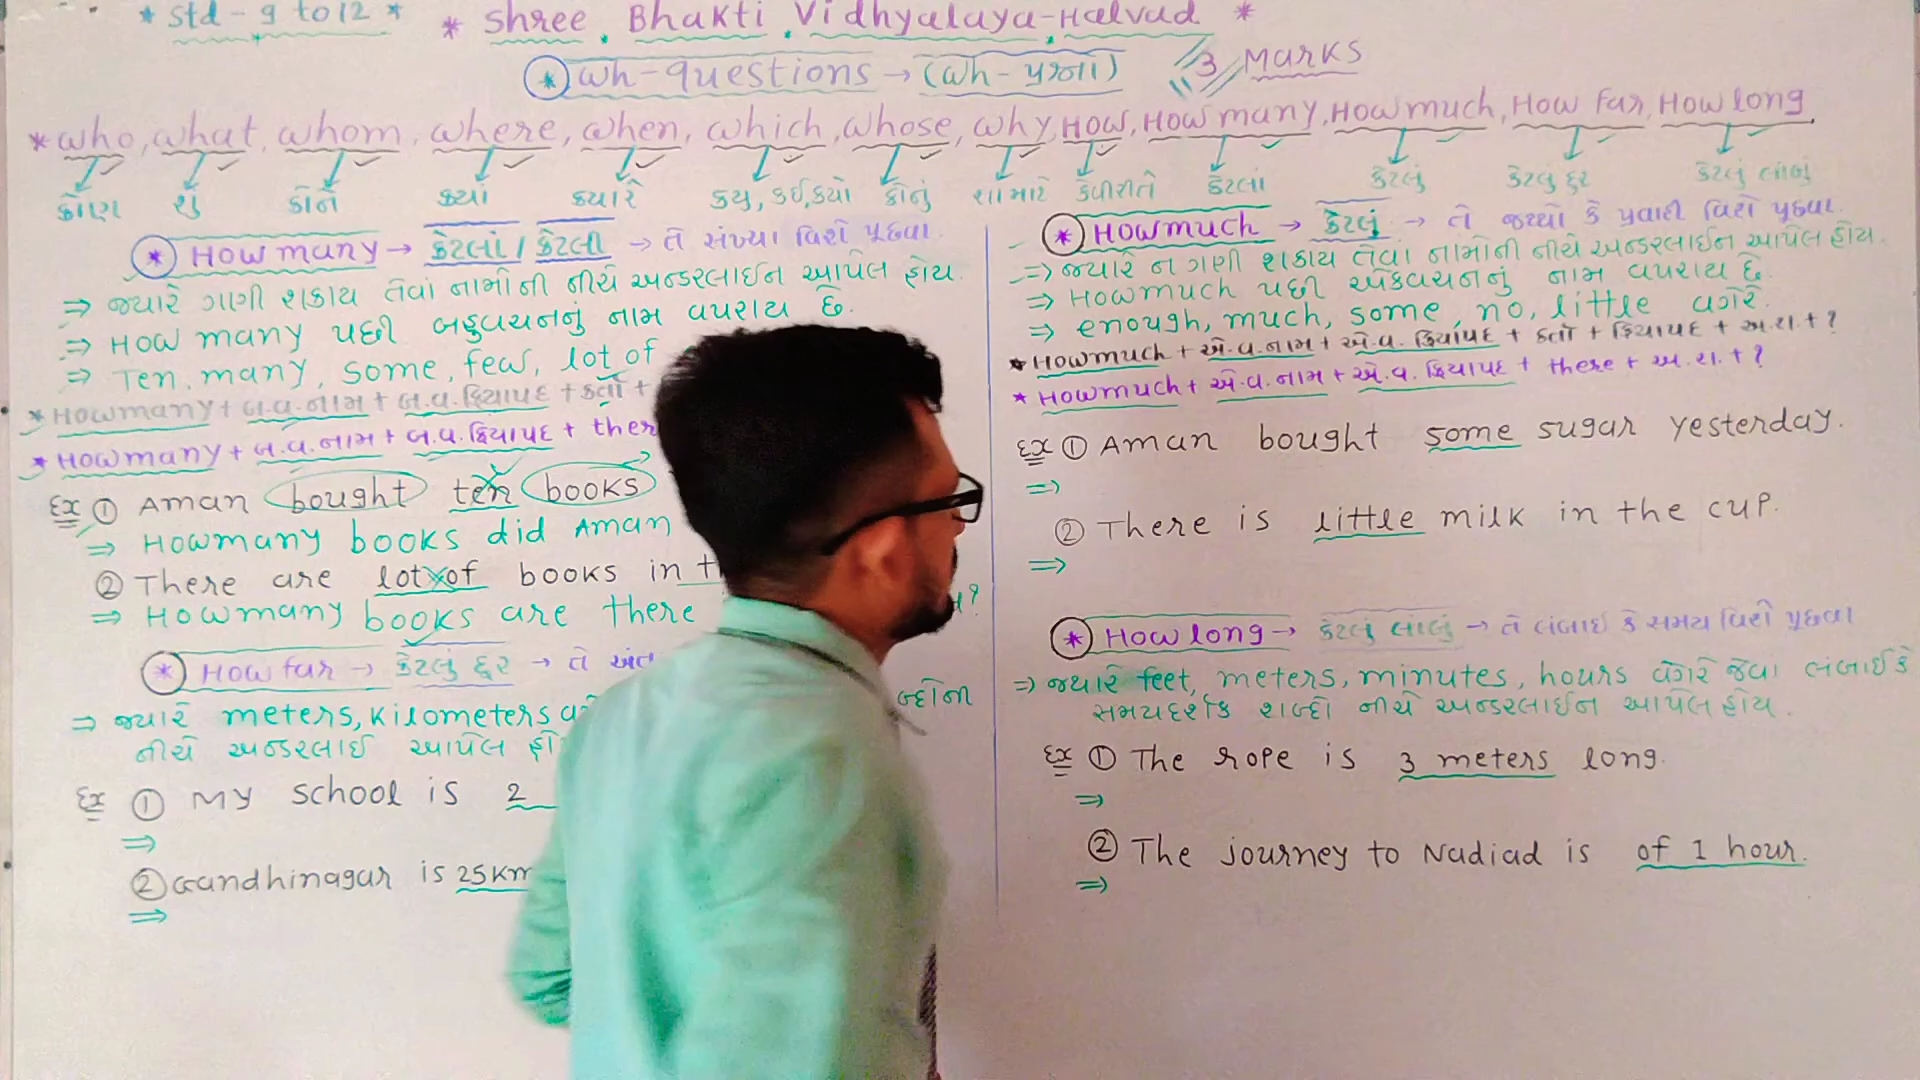 * Std - 9 to 12 *
* Shree. Bhakti. Vidhyalaya-Halvad *
* Wh-questions → (Wh-પ્રશ્નો)
3 Marks
* Who, What, Whom, Where, When, Which, Whose, Why, How, How many, How much, How far, How long
કોણ શું કોને ક્યાં ક્યારે કયુ, કઈ, કયો કોનું શા માટે કેવી રીતે કેટલાં કેટલું કેટલું દુર કેટલું લાંબું
* How many → કેટલાં / કેટલી → તે સંખ્યા વિશે પૂછવા.
⇒ જ્યારે ગણી શકાય તેવાં નામોની નીચે અન્ડરલાઈન આપેલ હોય.
⇒ How many પછી બહુવચનનું નામ વપરાય છે.
⇒ Ten, many, some, few, lot of
* How many + બ.વ. નામ + બ.વ. ક્રિયાપદ + કર્તા +
* How many + બ.વ. નામ + બ.વ. ક્રિયાપદ + ther
Ex ① Aman bought ten books
⇒ How many books did Aman
② There are lot of books in t
⇒ How many books are there ?
* How far → કેટલું દુર → તે અંત
⇒ જ્યારે meters, Kilometers
નીચે અન્ડરલાઈ આપેલ હો
Ex ① My school is 2
⇒
② Gandhinagar is 25 km
⇒
* How much → કેટલું → તે જથ્થો કે પ્રવાહી વિશે પૂછવા.
⇒ જ્યારે ન ગણી શકાય તેવાં નામોની નીચે અન્ડરલાઈન આપેલ હોય.
⇒ How much પછી એકવચનનું નામ વપરાય છે.
⇒ enough, much, some, no, little વગેરે.
* How much + એ.વ. નામ + એ.વ. ક્રિયાપદ + કર્તા + ક્રિયાપદ + અ.શ. + ?
* How much + એ.વ. નામ + એ.વ. ક્રિયાપદ + there + અ.શ. + ?
Ex ① Aman bought some sugar yesterday.
⇒
② There is little milk in the cup.
⇒
* How long → કેટલું લાંબું → તે લંબાઈ કે સમય વિશે પૂછવા
⇒ જ્યારે feet, meters, minutes, hours વગેરે જેવા લંબાઈ કે
સમયદર્શક શબ્દો નીચે અન્ડરલાઈન આપેલ હોય.
Ex ① The rope is 3 meters long.
⇒
② The journey to Nadiad is of 1 hour.
⇒